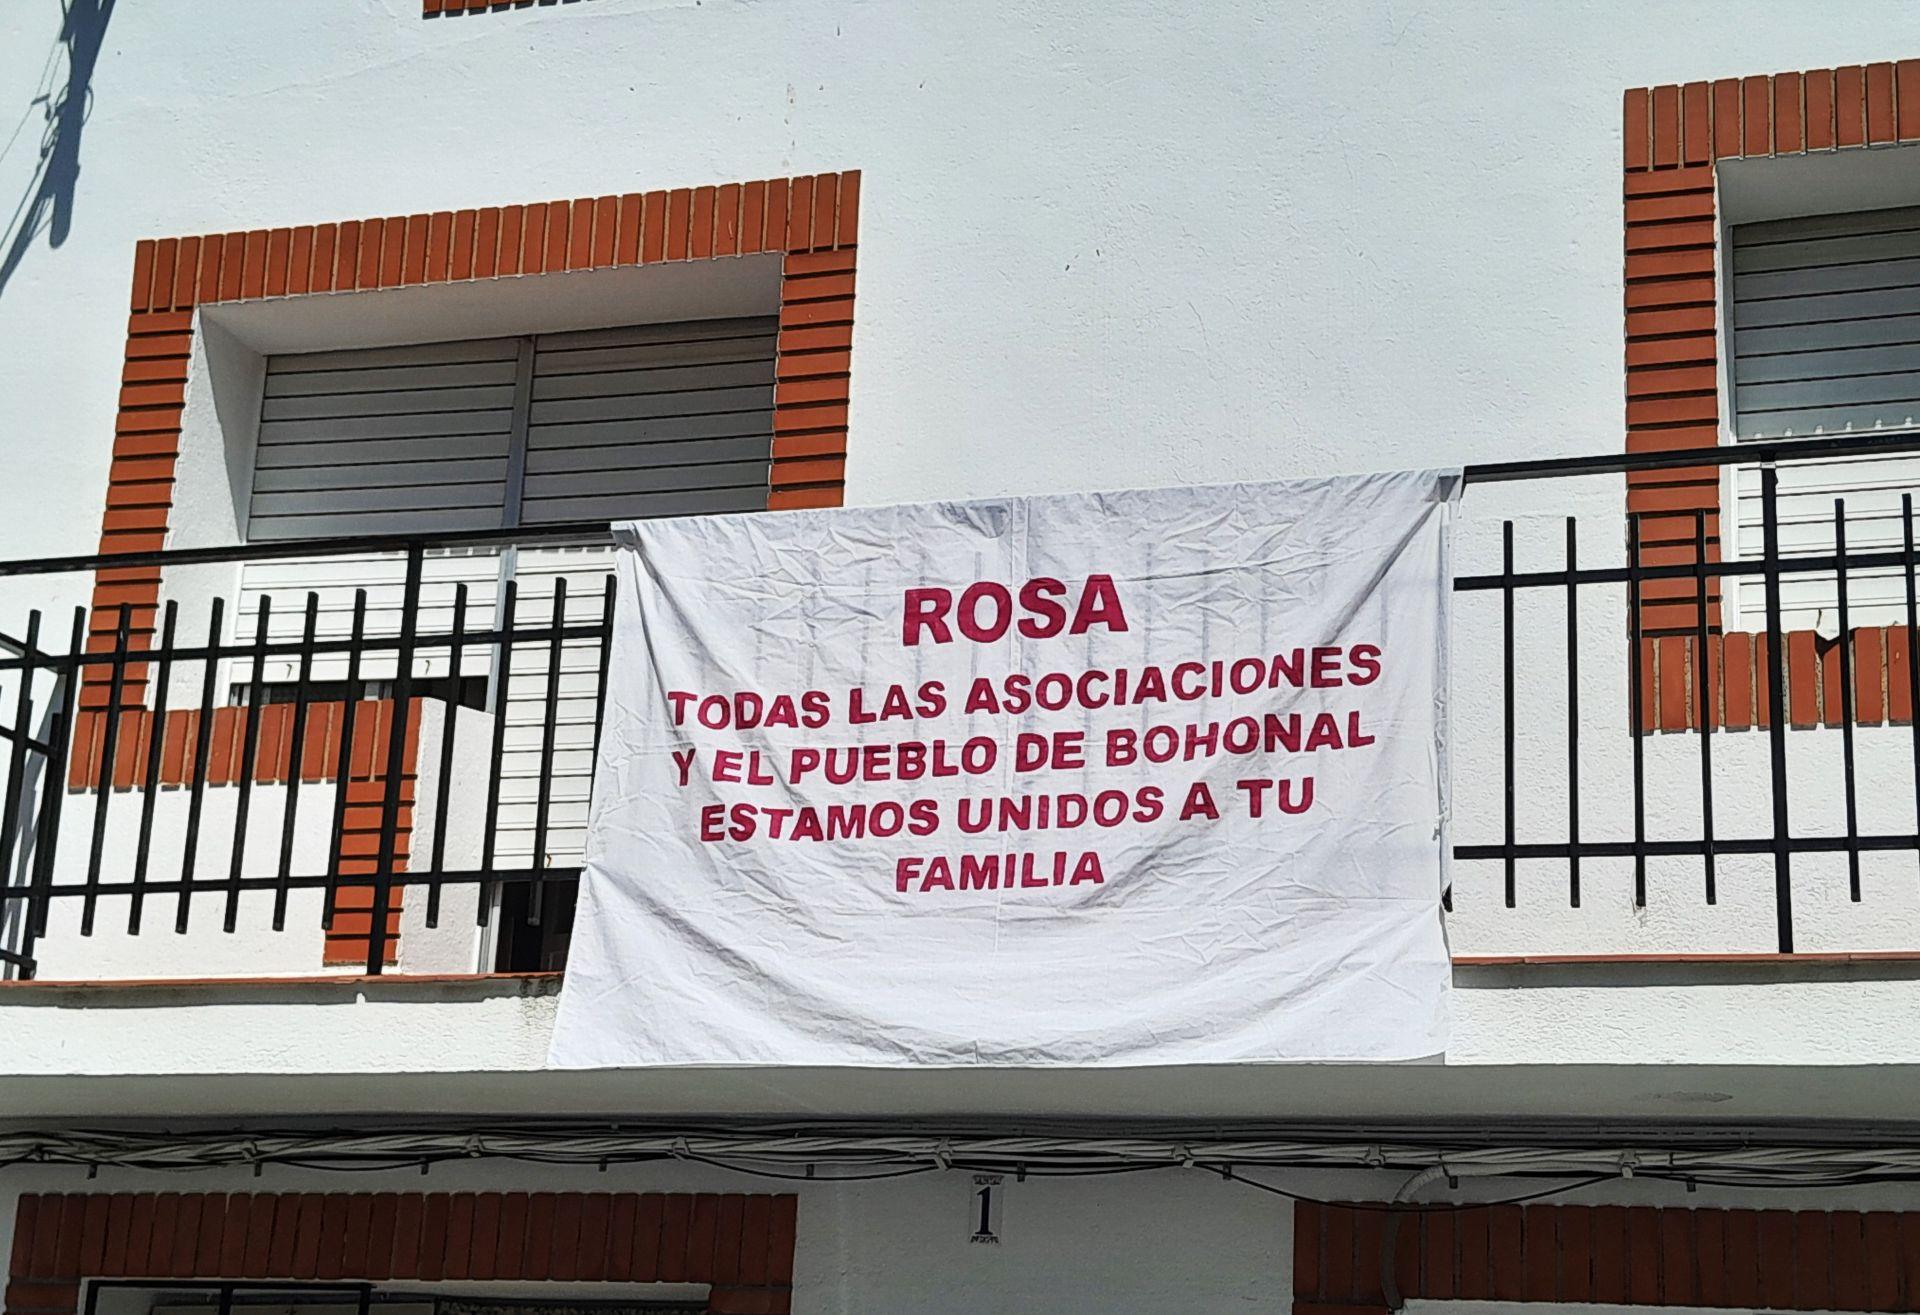 ROSA
TODAS LAS ASOCIACIONES
Y EL PUEBLO DE BOHONAL
ESTAMOS UNIDOS A TU
FAMILIA
1